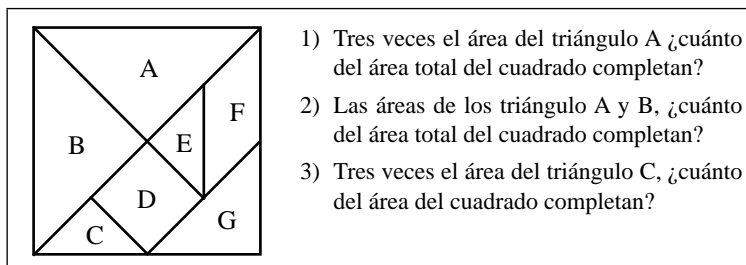 A
B
C
D
E
F
G
1) Tres veces el área del triángulo A ¿cuánto
del área total del cuadrado completan?
2) Las áreas de los triángulo A y B, ¿cuánto
del área total del cuadrado completan?
3) Tres veces el área del triángulo C, ¿cuánto
del área del cuadrado completan?